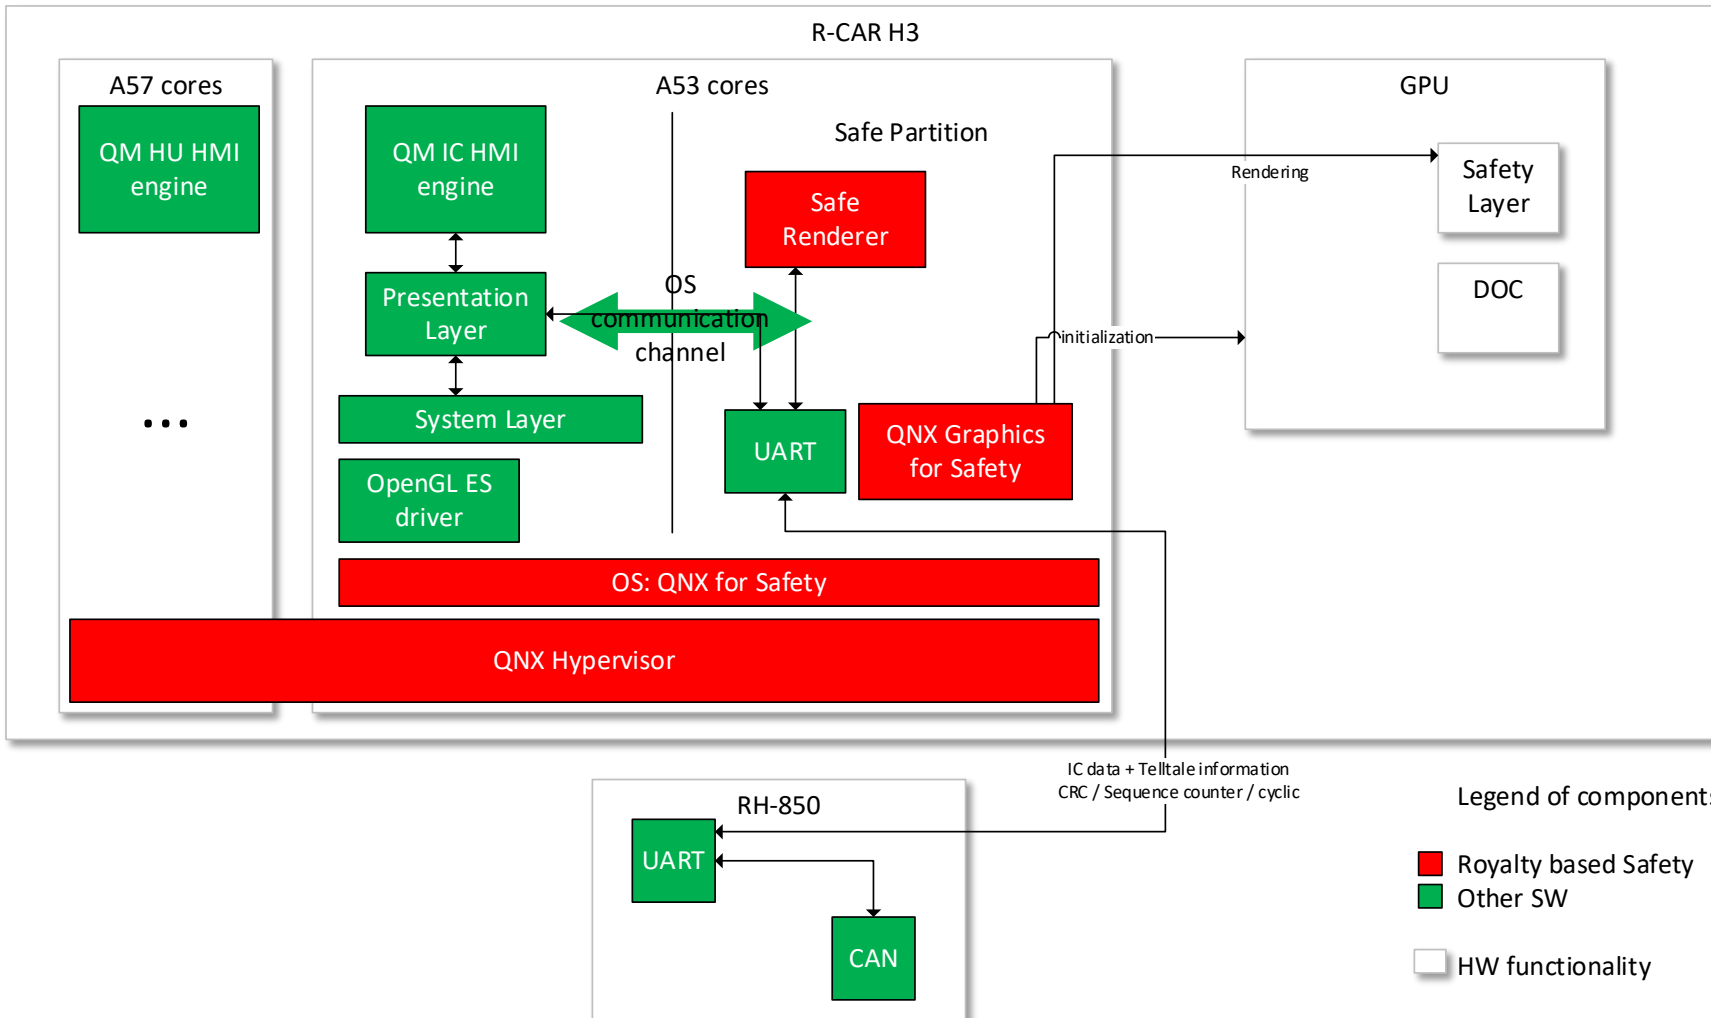 R-CAR H3
A57 cores
QM HU HMI
engine
...
A53 cores
QM IC HMI
engine
Presentation
Layer
System Layer
OpenGL ES
driver
OS
communication
channel
Safe Partition
Safe
Renderer
UART
QNX Graphics
for Safety
OS: QNX for Safety
QNX Hypervisor
Rendering
initialization
GPU
Safety
Layer
DOC
IC data + Telltale information
CRC / Sequence counter / cyclic
RH-850
UART
CAN
Legend of components
Royalty based Safety
Other SW
HW functionality